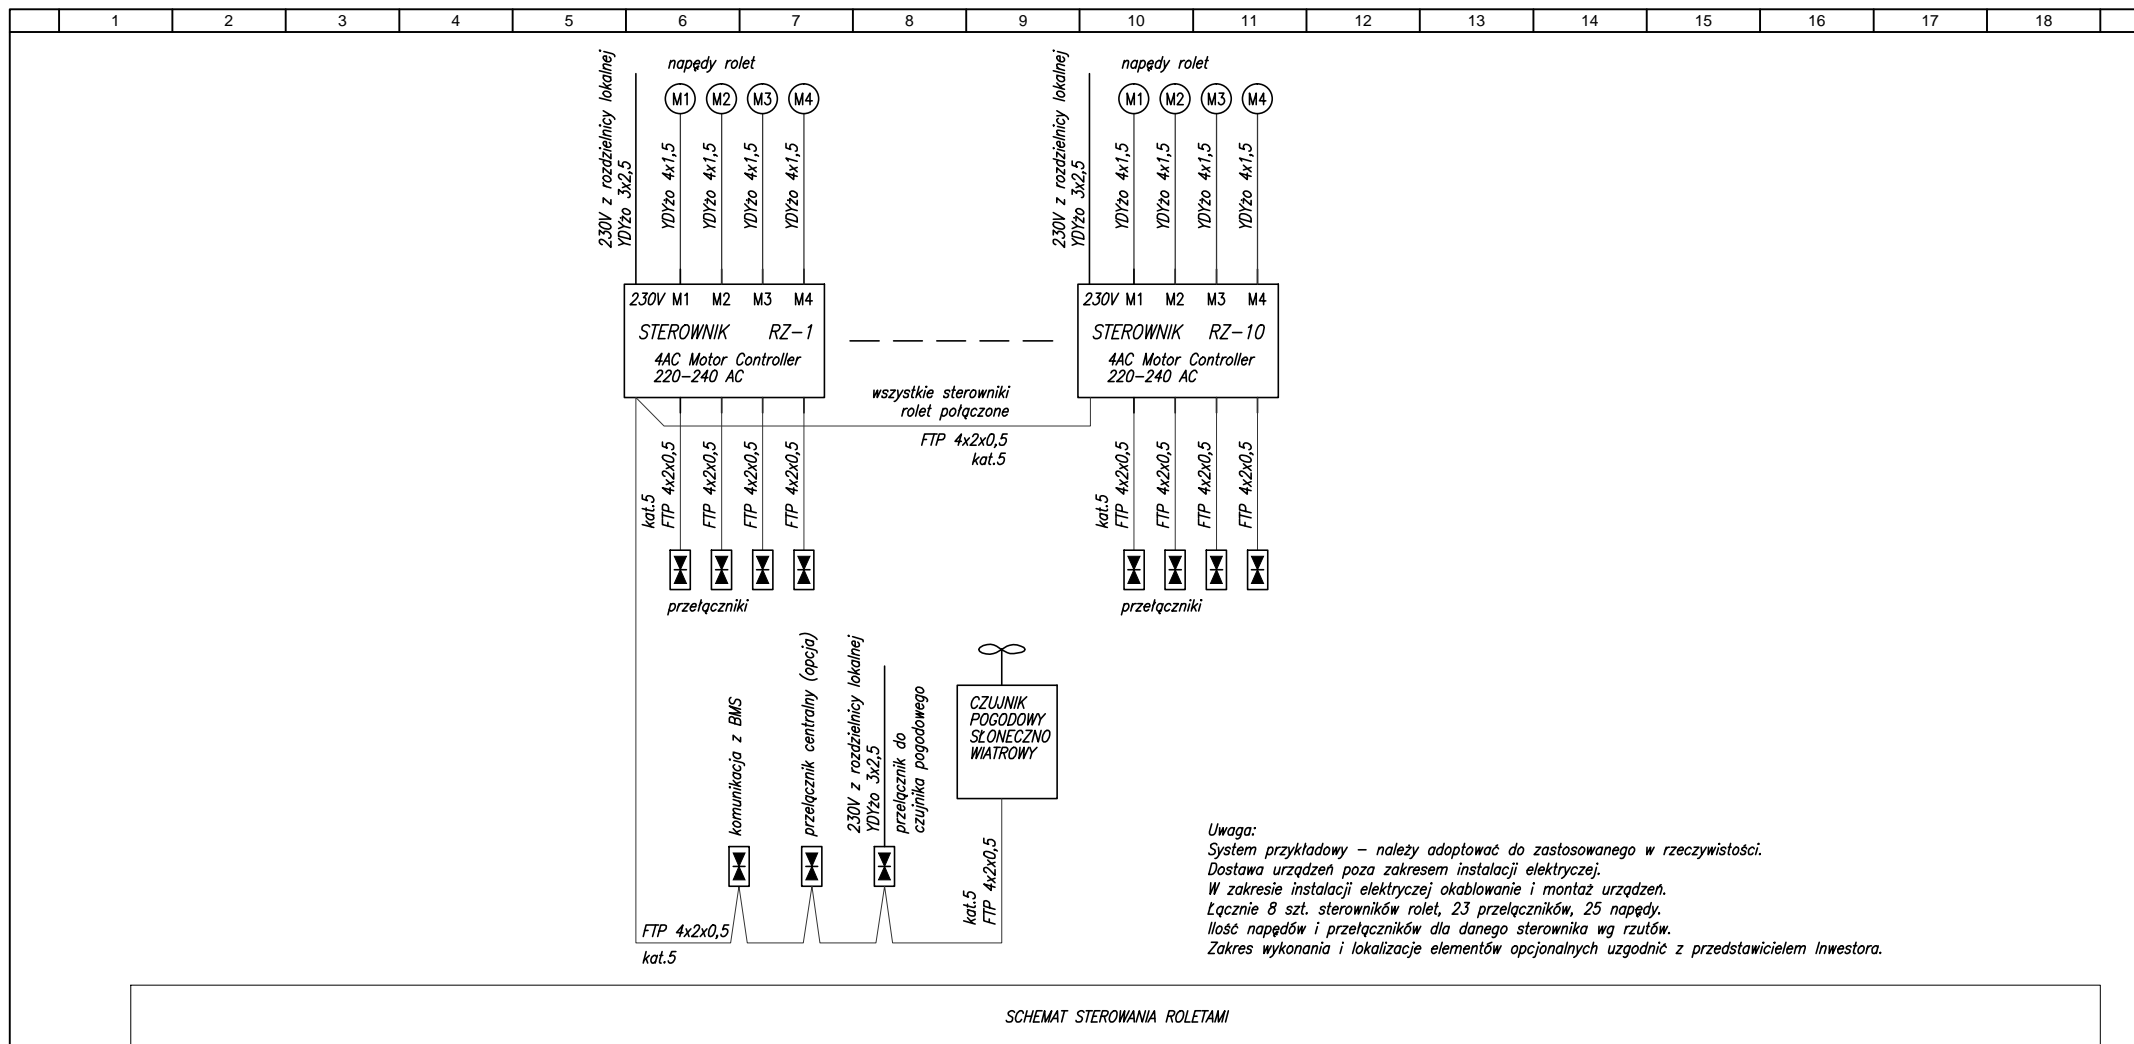 1 2 3 4 5 6 7 8 9 10 11 12 13 14 15 16 17 18
230V z rozdzielnicy lokalnej
YDYżo 3x2,5
napędy rolet
M1 M2 M3 M4
YDYżo 4x1,5
YDYżo 4x1,5
YDYżo 4x1,5
YDYżo 4x1,5
230V M1 M2 M3 M4
STEROWNIK RZ-1
4AC Motor Controller
220-240 AC
kat.5
FTP 4x2x0,5
FTP 4x2x0,5
FTP 4x2x0,5
FTP 4x2x0,5
przełączniki
wszystkie sterowniki
rolet połączone
FTP 4x2x0,5
kat.5
230V z rozdzielnicy lokalnej
YDYżo 3x2,5
napędy rolet
M1 M2 M3 M4
YDYżo 4x1,5
YDYżo 4x1,5
YDYżo 4x1,5
YDYżo 4x1,5
230V M1 M2 M3 M4
STEROWNIK RZ-10
4AC Motor Controller
220-240 AC
kat.5
FTP 4x2x0,5
FTP 4x2x0,5
FTP 4x2x0,5
FTP 4x2x0,5
przełączniki
komunikacja z BMS
przełącznik centralny (opcja)
230V z rozdzielnicy lokalnej
YDYżo 3x2,5
przełącznik do
czujnika pogodowego
CZUJNIK
POGODOWY
SŁONECZNO
WIATROWY
kat.5
FTP 4x2x0,5
FTP 4x2x0,5
kat.5
Uwaga:
System przykładowy – należy adoptować do zastosowanego w rzeczywistości.
Dostawa urządzeń poza zakresem instalacji elektryczej.
W zakresie instalacji elektryczej okablowanie i montaż urządzeń.
Łącznie 8 szt. sterowników rolet, 23 przełączników, 25 napędy.
Ilość napędów i przełączników dla danego sterownika wg rzutów.
Zakres wykonania i lokalizacje elementów opcjonalnych uzgodnić z przedstawicielem Inwestora.
SCHEMAT STEROWANIA ROLETAMI